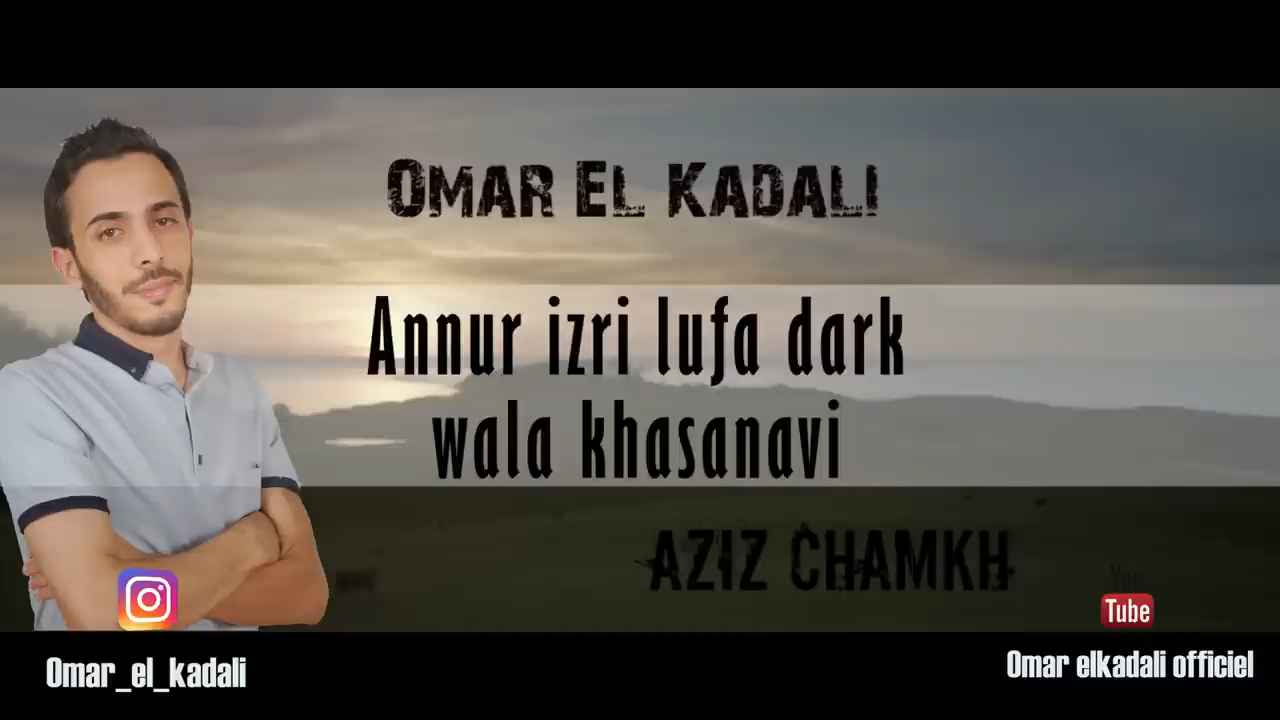 Omar El Kadali
Annur izri lufa dark
wala khasanavi
AZIZ CHAMKH
You
Tube
Omar_el_kadali
Omar elkadali officiel